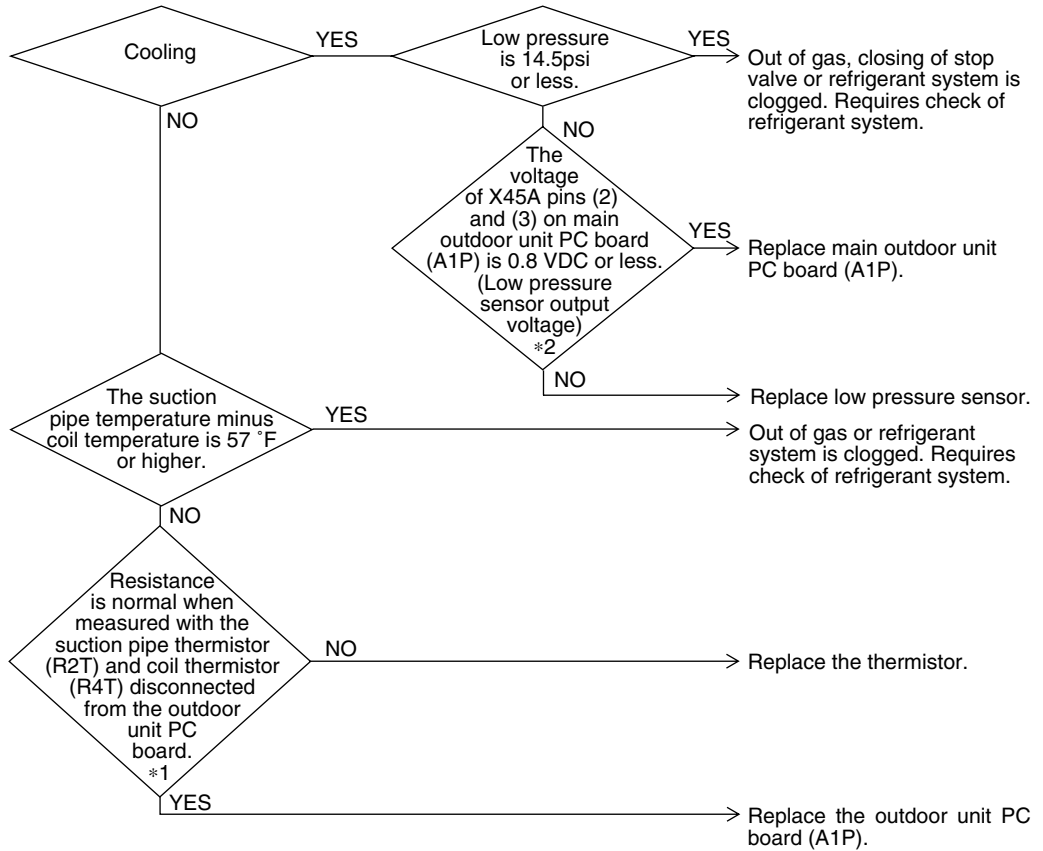 Cooling
YES
Low pressure
is 14.5psi
or less.
YES
Out of gas, closing of stop
valve or refrigerant system is
clogged. Requires check of
refrigerant system.
NO
NO
The
voltage
of X45A pins (2)
and (3) on main
outdoor unit PC board
(A1P) is 0.8 VDC or less.
(Low pressure
sensor output
voltage)
*2
YES
Replace main outdoor unit
PC board (A1P).
NO
Replace low pressure sensor.
The suction
pipe temperature minus
coil temperature is 57 ˚F
or higher.
YES
Out of gas or refrigerant
system is clogged. Requires
check of refrigerant system.
NO
Resistance
is normal when
measured with the
suction pipe thermistor
(R2T) and coil thermistor
(R4T) disconnected
from the outdoor
unit PC
board.
*1
NO
Replace the thermistor.
YES
Replace the outdoor unit PC
board (A1P).